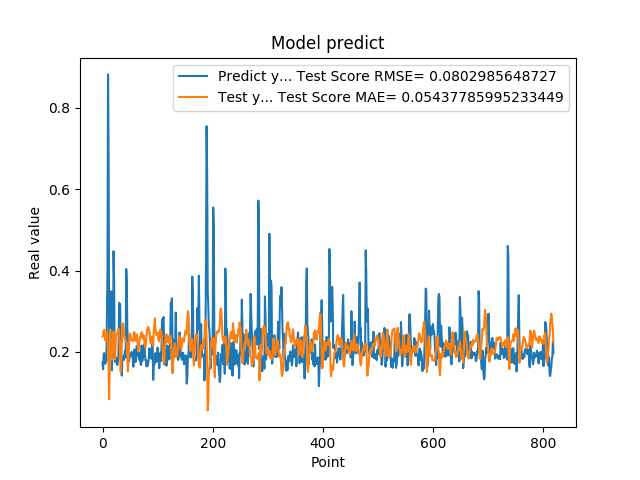 Model predict
Predict y... Test Score RMSE= 0.0802985648727
Test y... Test Score MAE= 0.05437785995233449
0.8
0.6
0.4
0.2
Real value
0 200 400 600 800
Point